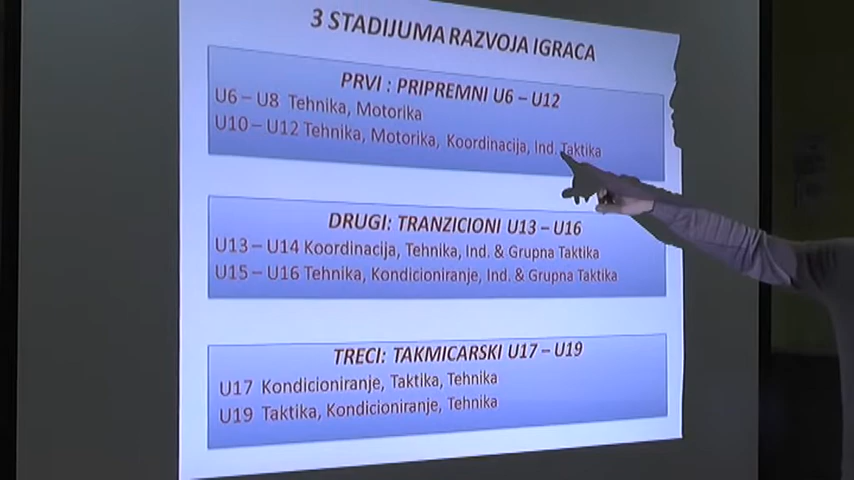 3 STADIJUMA RAZVOJA IGRACA
PRVI : PRIPREMNI U6 – U12
U6 – U8 Tehnika, Motorika
U10 – U12 Tehnika, Motorika, Koordinacija, Ind. Taktika
DRUGI: TRANZICIONI U13 – U16
U13 – U14 Koordinacija, Tehnika, Ind. & Grupna Taktika
U15 – U16 Tehnika, Kondicioniranje, Ind. & Grupna Taktika
TRECI: TAKMICARSKI U17 – U19
U17 Kondicioniranje, Taktika, Tehnika
U19 Taktika, Kondicioniranje, Tehnika